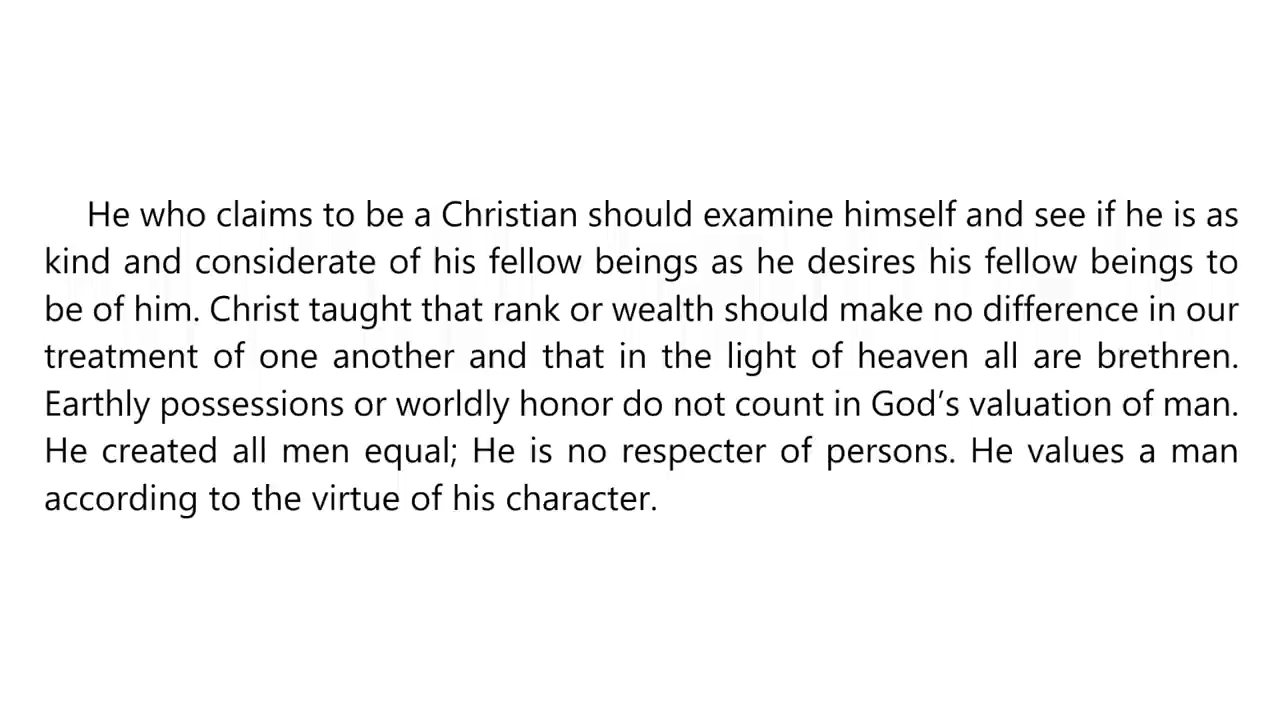 He who claims to be a Christian should examine himself and see if he is as
kind and considerate of his fellow beings as he desires his fellow beings to
be of him. Christ taught that rank or wealth should make no difference in our
treatment of one another and that in the light of heaven all are brethren.
Earthly possessions or worldly honor do not count in God’s valuation of man.
He created all men equal; He is no respecter of persons. He values a man
according to the virtue of his character.